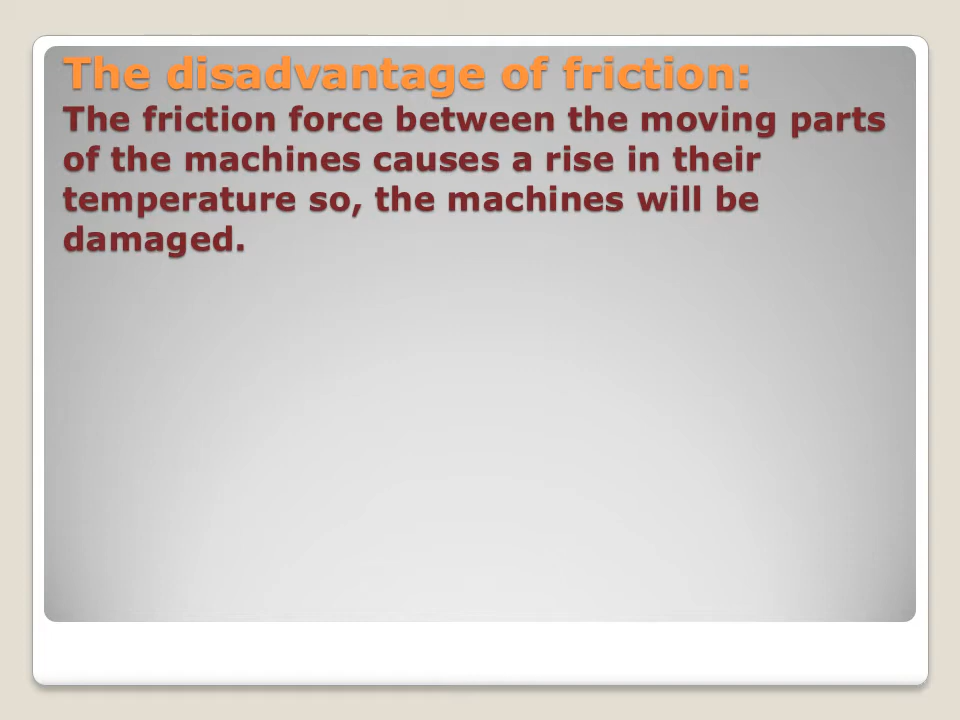 The disadvantage of friction:
The friction force between the moving parts
of the machines causes a rise in their
temperature so, the machines will be
damaged.